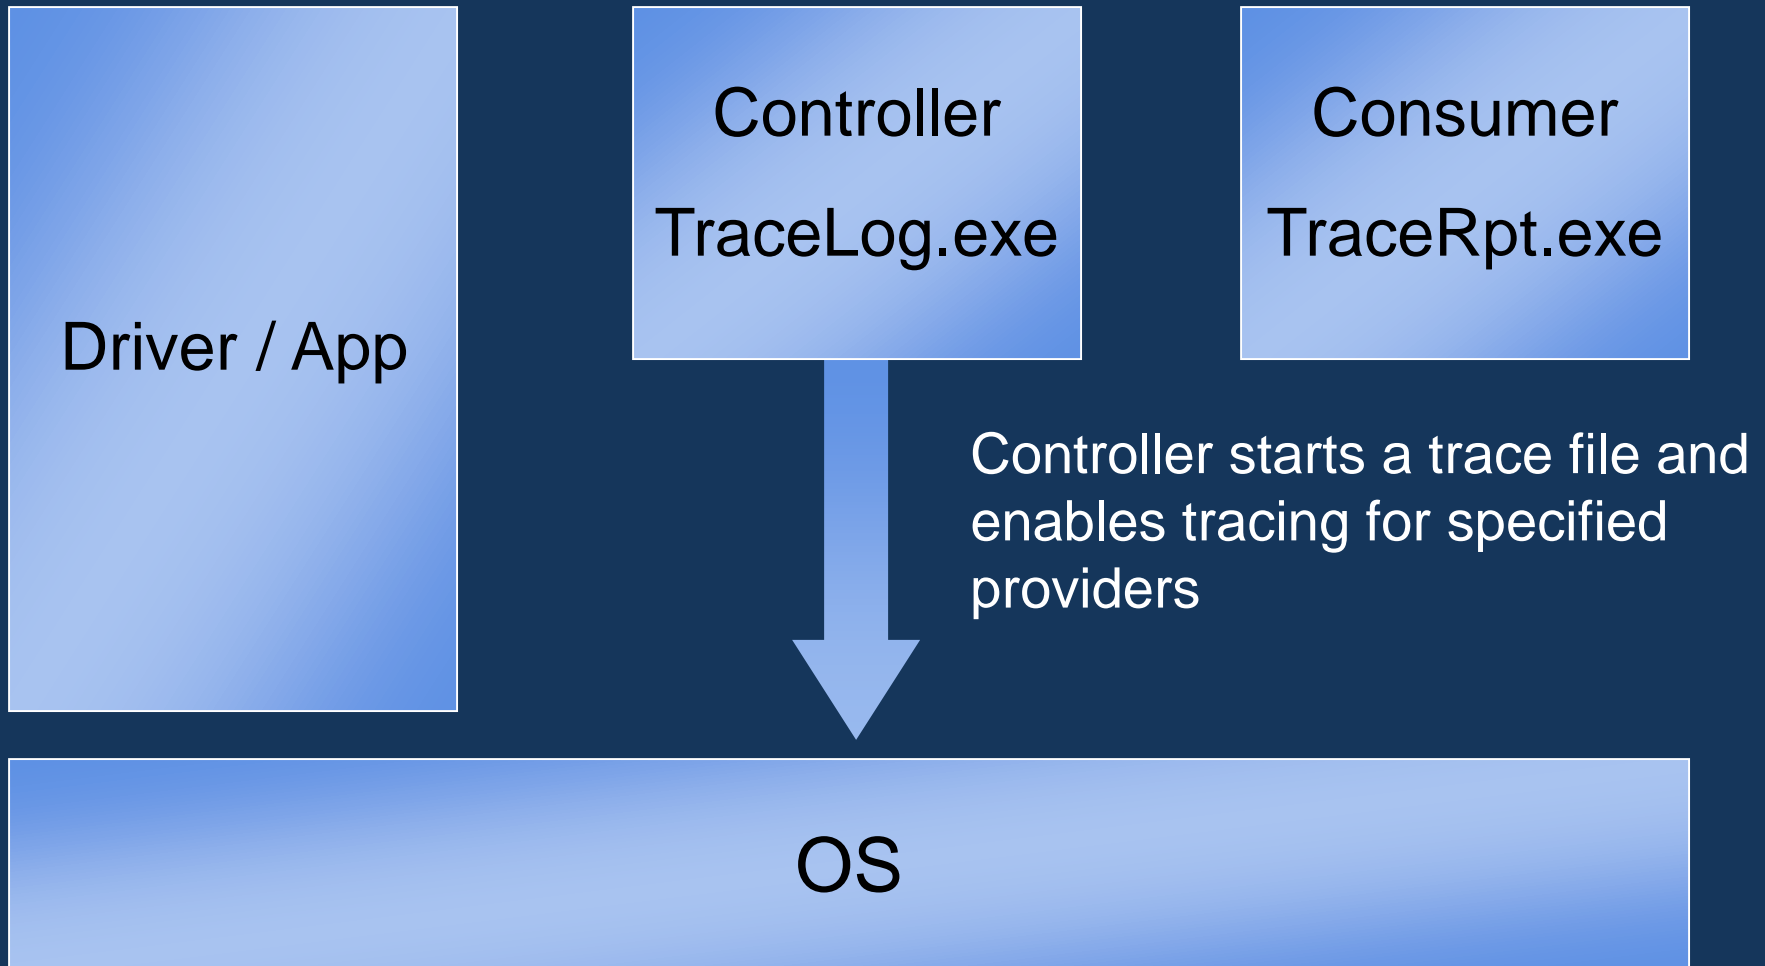 Driver / App
Controller
TraceLog.exe
Consumer
TraceRpt.exe
Controller starts a trace file and
enables tracing for specified
providers
OS